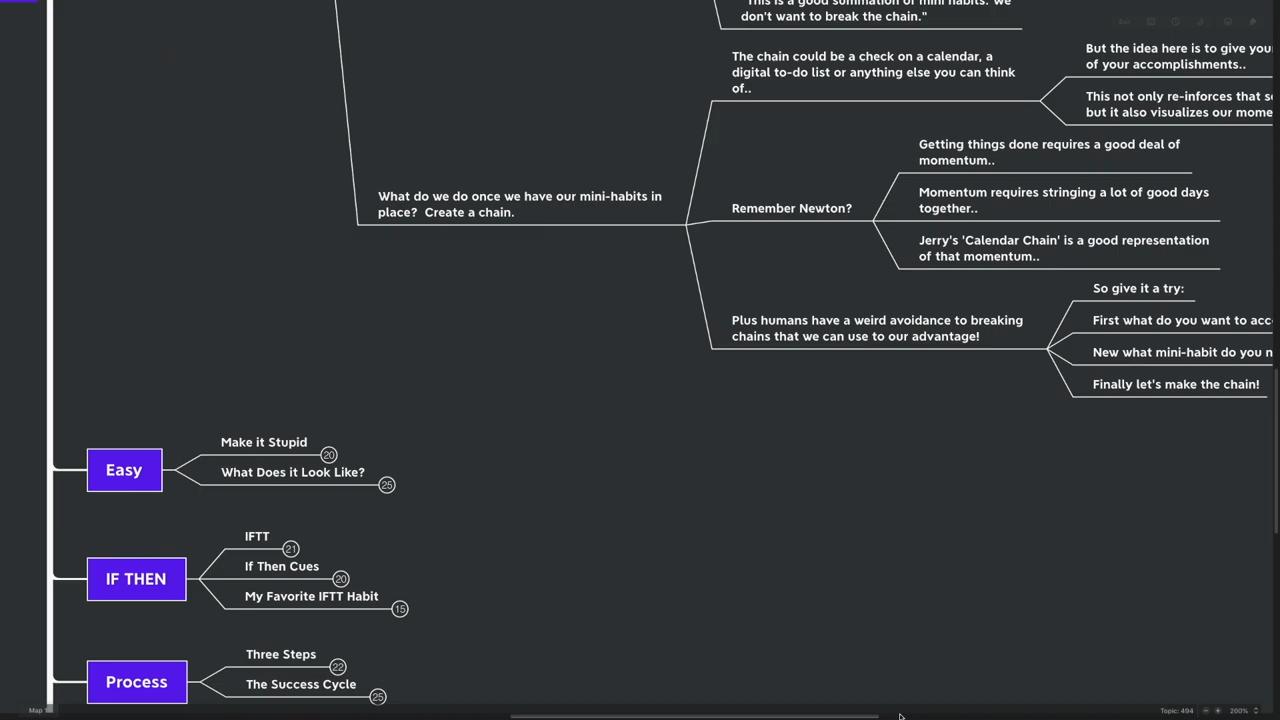 "This is a good summation of mini habits. We
don't want to break the chain."
The chain could be a check on a calendar, a
digital to-do list or anything else you can think
of..
But the idea here is to give you
of your accomplishments..
This not only re-inforces that
but it also visualizes our
What do we do once we have our mini-habits in
place?  Create a chain.
Remember Newton?
Getting things done requires a good deal of
momentum..
Momentum requires stringing a lot of good days
together..
Jerry's 'Calendar Chain' is a good representation
of that momentum..
Plus humans have a weird avoidance to breaking
chains that we can use to our advantage!
So give it a try:
First what do you want to
New what mini-habit do you
Finally let's make the chain!
Easy
Make it Stupid
20
What Does it Look Like?
25
IF THEN
IFTT
21
If Then Cues
20
My Favorite IFTT Habit
15
Process
Three Steps
22
The Success Cycle
25
Map 1
Topic: 494
200%